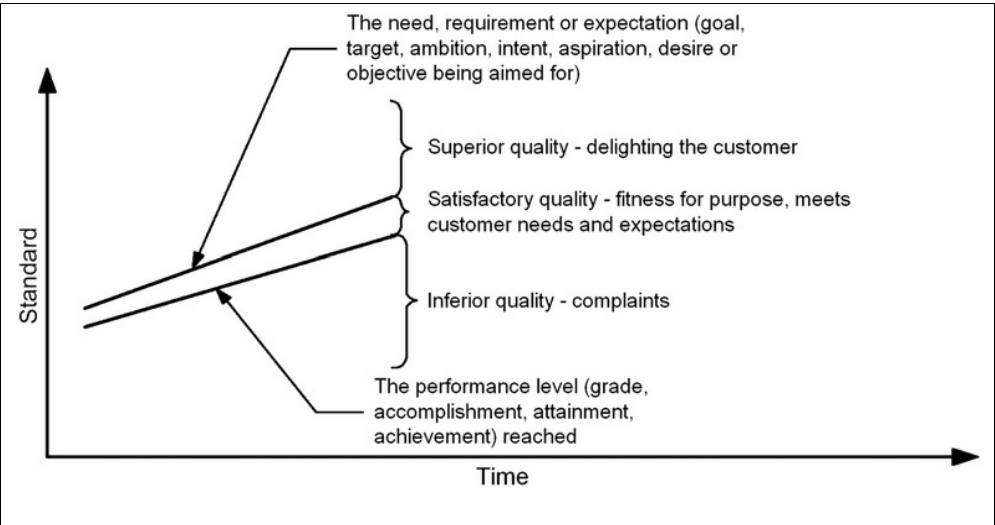 The need, requirement or expectation (goal,
target, ambition, intent, aspiration, desire or
objective being aimed for)
Superior quality - delighting the customer
Satisfactory quality - fitness for purpose, meets
customer needs and expectations
Standard
Inferior quality - complaints
The performance level (grade,
accomplishment, attainment,
achievement) reached
Time